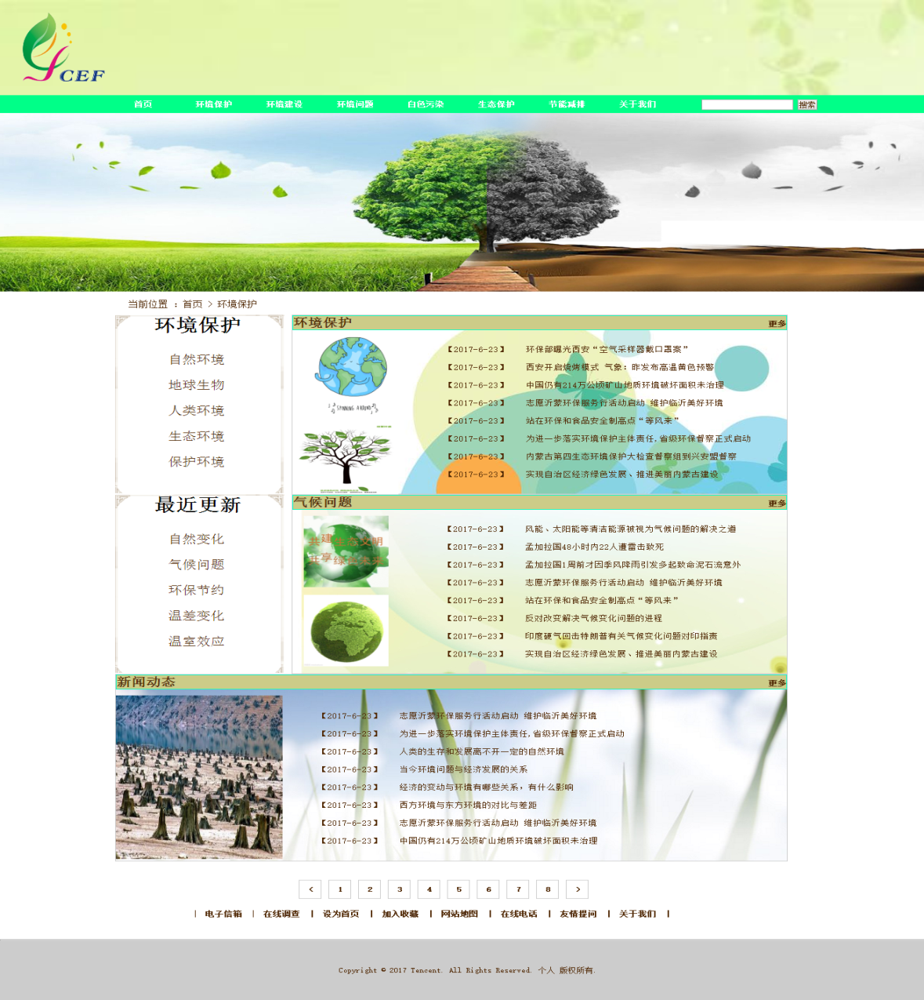 CEF
首页 环境保护 环境建设 环境问题 白色污染 生态保护 节能减排 关于我们 搜索
当前位置 ：首页 > 环境保护
环境保护
自然环境
地球生物
人类环境
生态环境
保护环境
环境保护 更多
SPINNING AROUND
【2017-6-23】 环保部曝光西安“空气采样器戴口罩案”
【2017-6-23】 西安开启烧烤模式 气象：昨发布高温黄色预警
【2017-6-23】 中国仍有214万公顷矿山地质环境破坏面积未治理
【2017-6-23】 志愿沂蒙环保服务行活动启动 维护临沂美好环境
【2017-6-23】 站在环保和食品安全制高点“等风来”
【2017-6-23】 为进一步落实环境保护主体责任,省级环保督察正式启动
【2017-6-23】 内蒙古第四生态环境保护大检查督察组到兴安盟督察
【2017-6-23】 实现自治区经济绿色发展、推进美丽内蒙古建设
最近更新
自然变化
气候问题
环保节约
温差变化
温室效应
气候问题 更多
共建生态文明
共享绿色未来
【2017-6-23】 风能、太阳能等清洁能源被视为气候问题的解决之道
【2017-6-23】 孟加拉国48小时内22人遭雷击致死
【2017-6-23】 孟加拉国1周前才因季风降雨引发多起致命泥石流意外
【2017-6-23】 志愿沂蒙环保服务行活动启动 维护临沂美好环境
【2017-6-23】 站在环保和食品安全制高点“等风来”
【2017-6-23】 反对改变解决气候变化问题的进程
【2017-6-23】 印度硬气回击特朗普有关气候变化问题对印指责
【2017-6-23】 实现自治区经济绿色发展、推进美丽内蒙古建设
新闻动态 更多
【2017-6-23】 志愿沂蒙环保服务行活动启动 维护临沂美好环境
【2017-6-23】 为进一步落实环境保护主体责任,省级环保督察正式启动
【2017-6-23】 人类的生存和发展离不开一定的自然环境
【2017-6-23】 当今环境问题与经济发展的关系
【2017-6-23】 经济的变动与环境有哪些关系，有什么影响
【2017-6-23】 西方环境与东方环境的对比与差距
【2017-6-23】 志愿沂蒙环保服务行活动启动 维护临沂美好环境
【2017-6-23】 中国仍有214万公顷矿山地质环境破坏面积未治理
< 1 2 3 4 5 6 7 8 >
| 电子信箱 | 在线调查 | 设为首页 | 加入收藏 | 网站地图 | 在线电话 | 友情提问 | 关于我们 |
Copyright © 2017 Tencent. All Rights Reserved. 个人 版权所有.